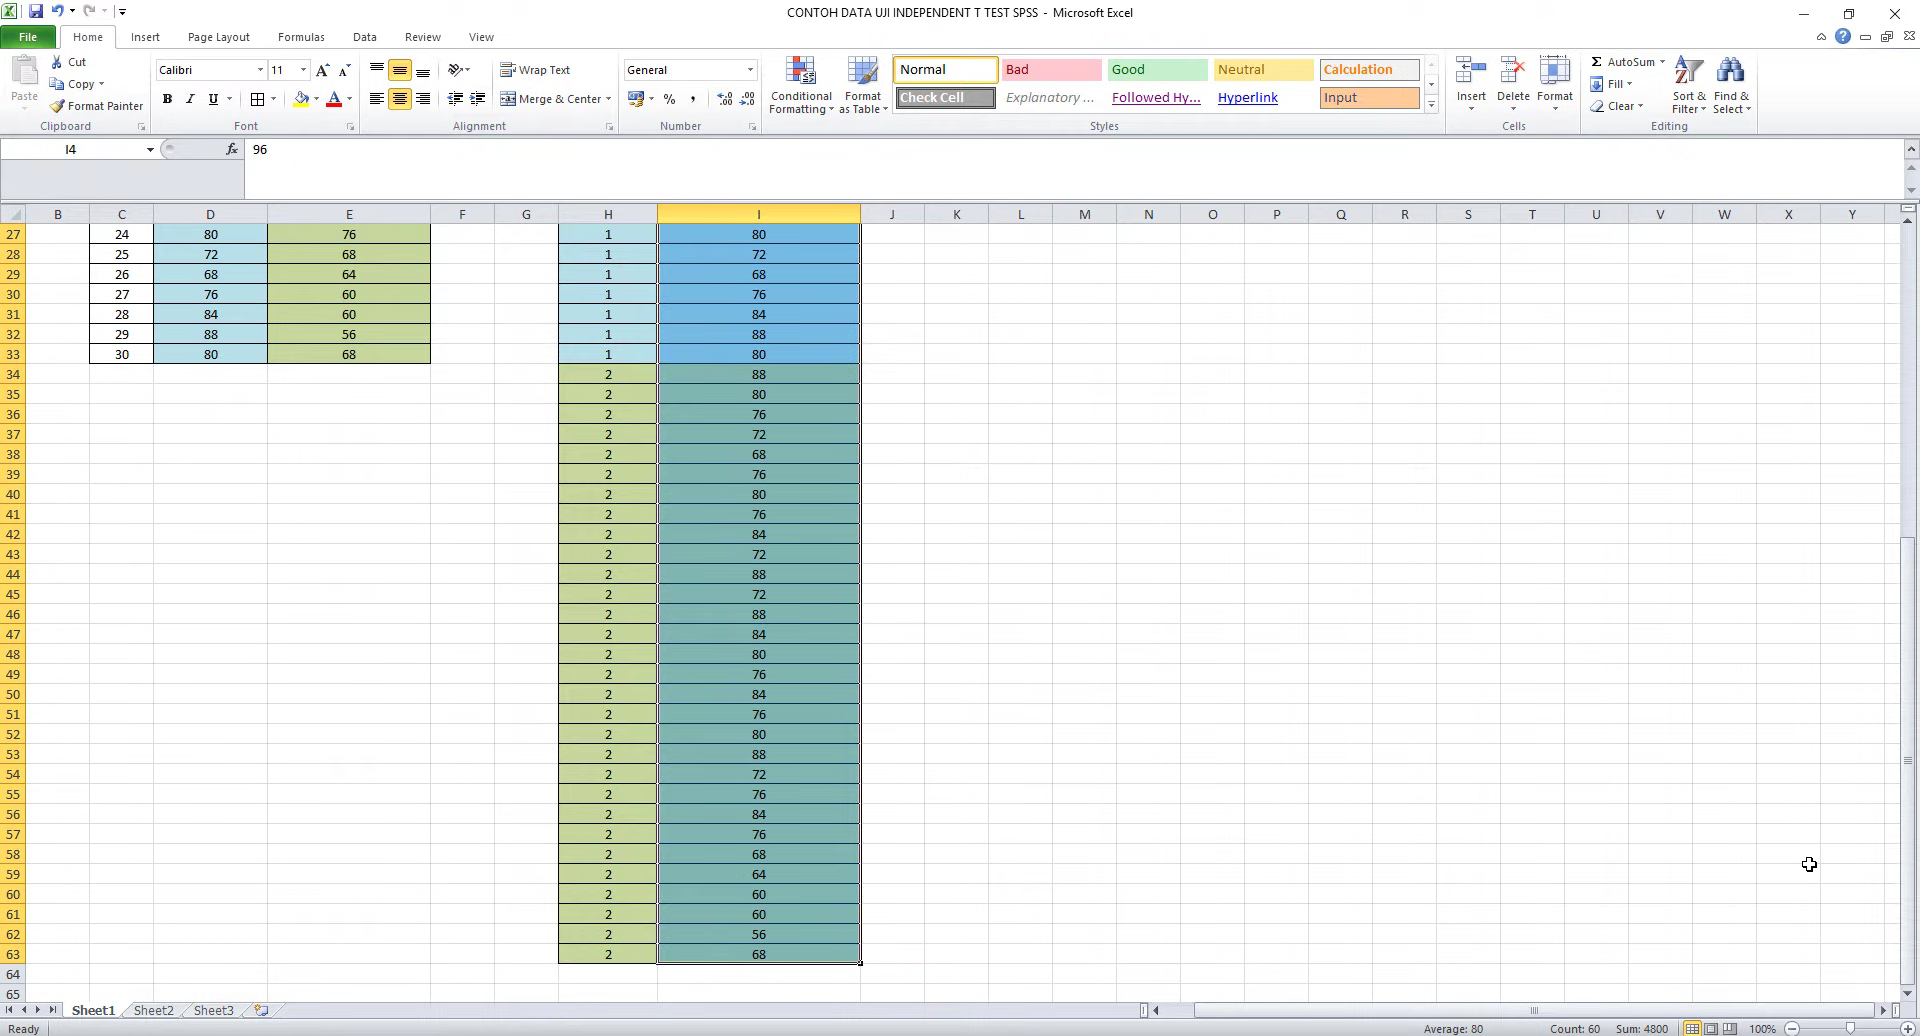 CONTOH DATA UJI INDEPENDENT T TEST SPSS - Microsoft Excel
File Home Insert Page Layout Formulas Data Review View
Paste
Cut
Copy
Format Painter
Clipboard
Calibri 11
B I U
Font
Wrap Text
Merge & Center
Alignment
General
Number
Conditional Formatting
Format as Table
Normal Bad Good Neutral Calculation
Check Cell Explanatory ... Followed Hy... Hyperlink Input
Styles
Insert Delete Format
Cells
AutoSum
Fill
Clear
Sort & Filter
Find & Select
Editing
I4 fx 96
B C D E F G H I J K L M N O P Q R S T U V W X Y
27 24 80 76 1 80
28 25 72 68 1 72
29 26 68 64 1 68
30 27 76 60 1 76
31 28 84 60 1 84
32 29 88 56 1 88
33 30 80 68 1 80
34 2 88
35 2 80
36 2 76
37 2 72
38 2 68
39 2 76
40 2 80
41 2 76
42 2 84
43 2 72
44 2 88
45 2 72
46 2 88
47 2 84
48 2 80
49 2 76
50 2 84
51 2 76
52 2 80
53 2 88
54 2 72
55 2 76
56 2 84
57 2 76
58 2 68
59 2 64
60 2 60
61 2 60
62 2 56
63 2 68
64
65
Sheet1 Sheet2 Sheet3
Ready Average: 80 Count: 60 Sum: 4800 100%